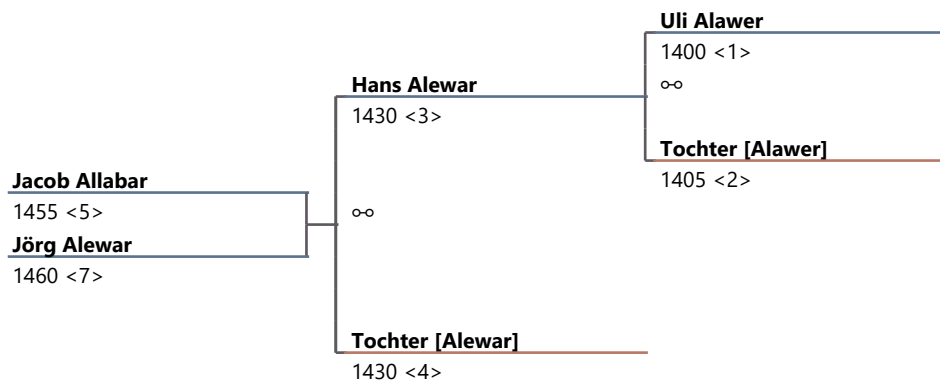 Uli Alawer
1400 <1>
Hans Alewar
1430 <3>
Tochter [Alawer]
1405 <2>
Jacob Allabar
1455 <5>
Jörg Alewar
1460 <7>
Tochter [Alewar]
1430 <4>